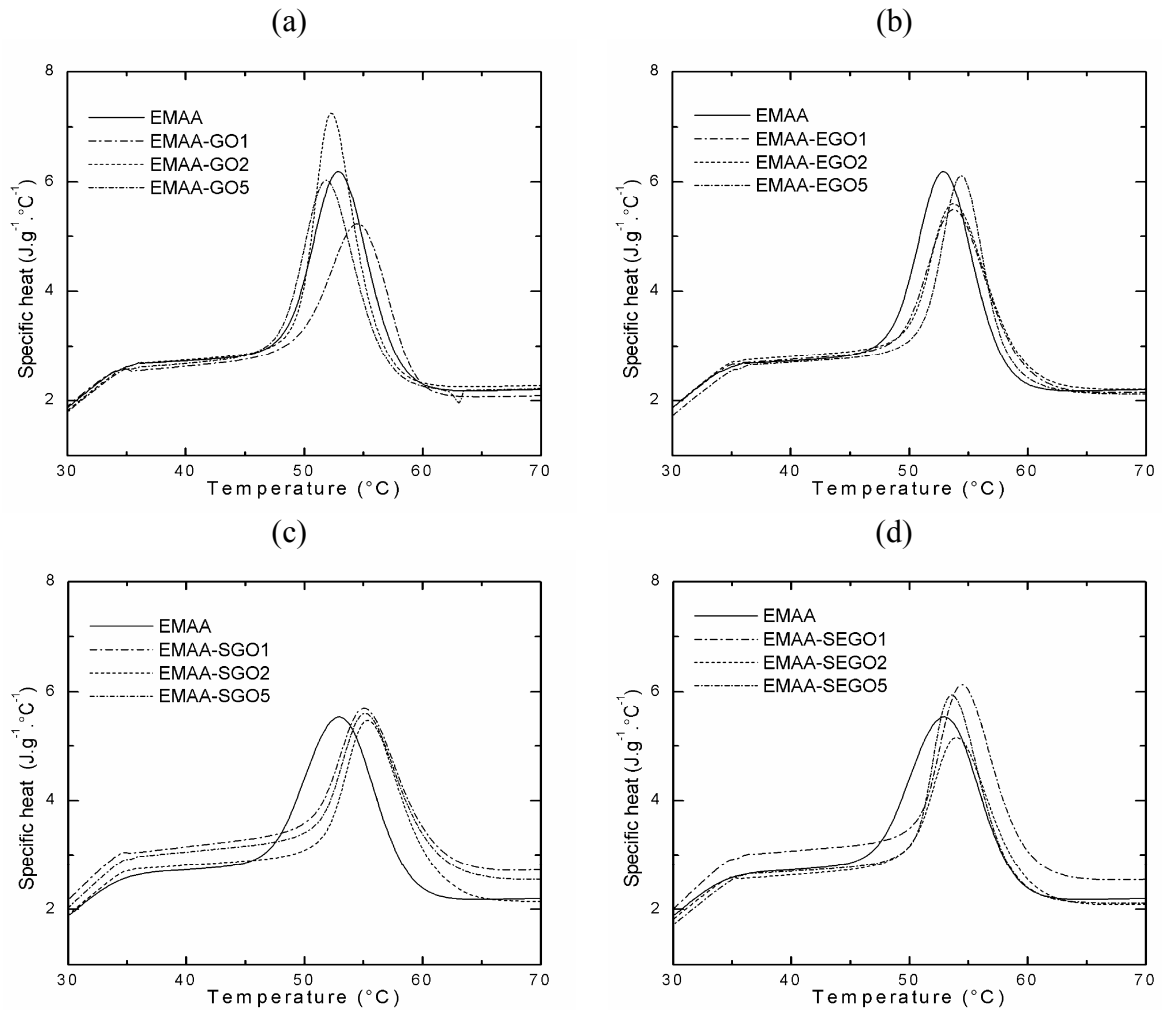 (a)
8
6
4
2
30
40
50
60
70
Specific heat (J.g⁻¹.°C⁻¹)
Temperature (°C)
EMAA
EMAA-GO1
EMAA-GO2
EMAA-GO5
(b)
8
6
4
2
30
40
50
60
70
Specific heat (J.g⁻¹.°C⁻¹)
Temperature (°C)
EMAA
EMAA-EGO1
EMAA-EGO2
EMAA-EGO5
(c)
8
6
4
2
30
40
50
60
70
Specific heat (J.g⁻¹.°C⁻¹)
Temperature (°C)
EMAA
EMAA-SGO1
EMAA-SGO2
EMAA-SGO5
(d)
8
6
4
2
30
40
50
60
70
Specific heat (J.g⁻¹.°C⁻¹)
Temperature (°C)
EMAA
EMAA-SEGO1
EMAA-SEGO2
EMAA-SEGO5